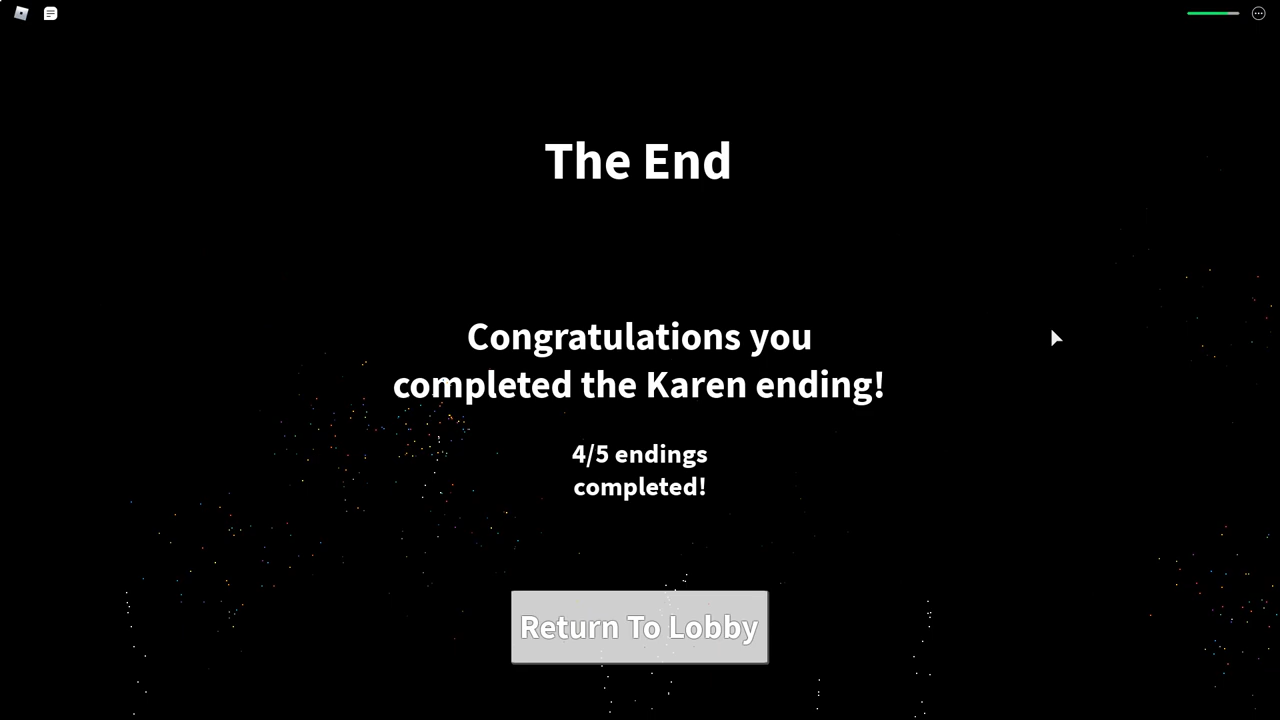 The End
Congratulations you
completed the Karen ending!
4/5 endings
completed!
Return To Lobby